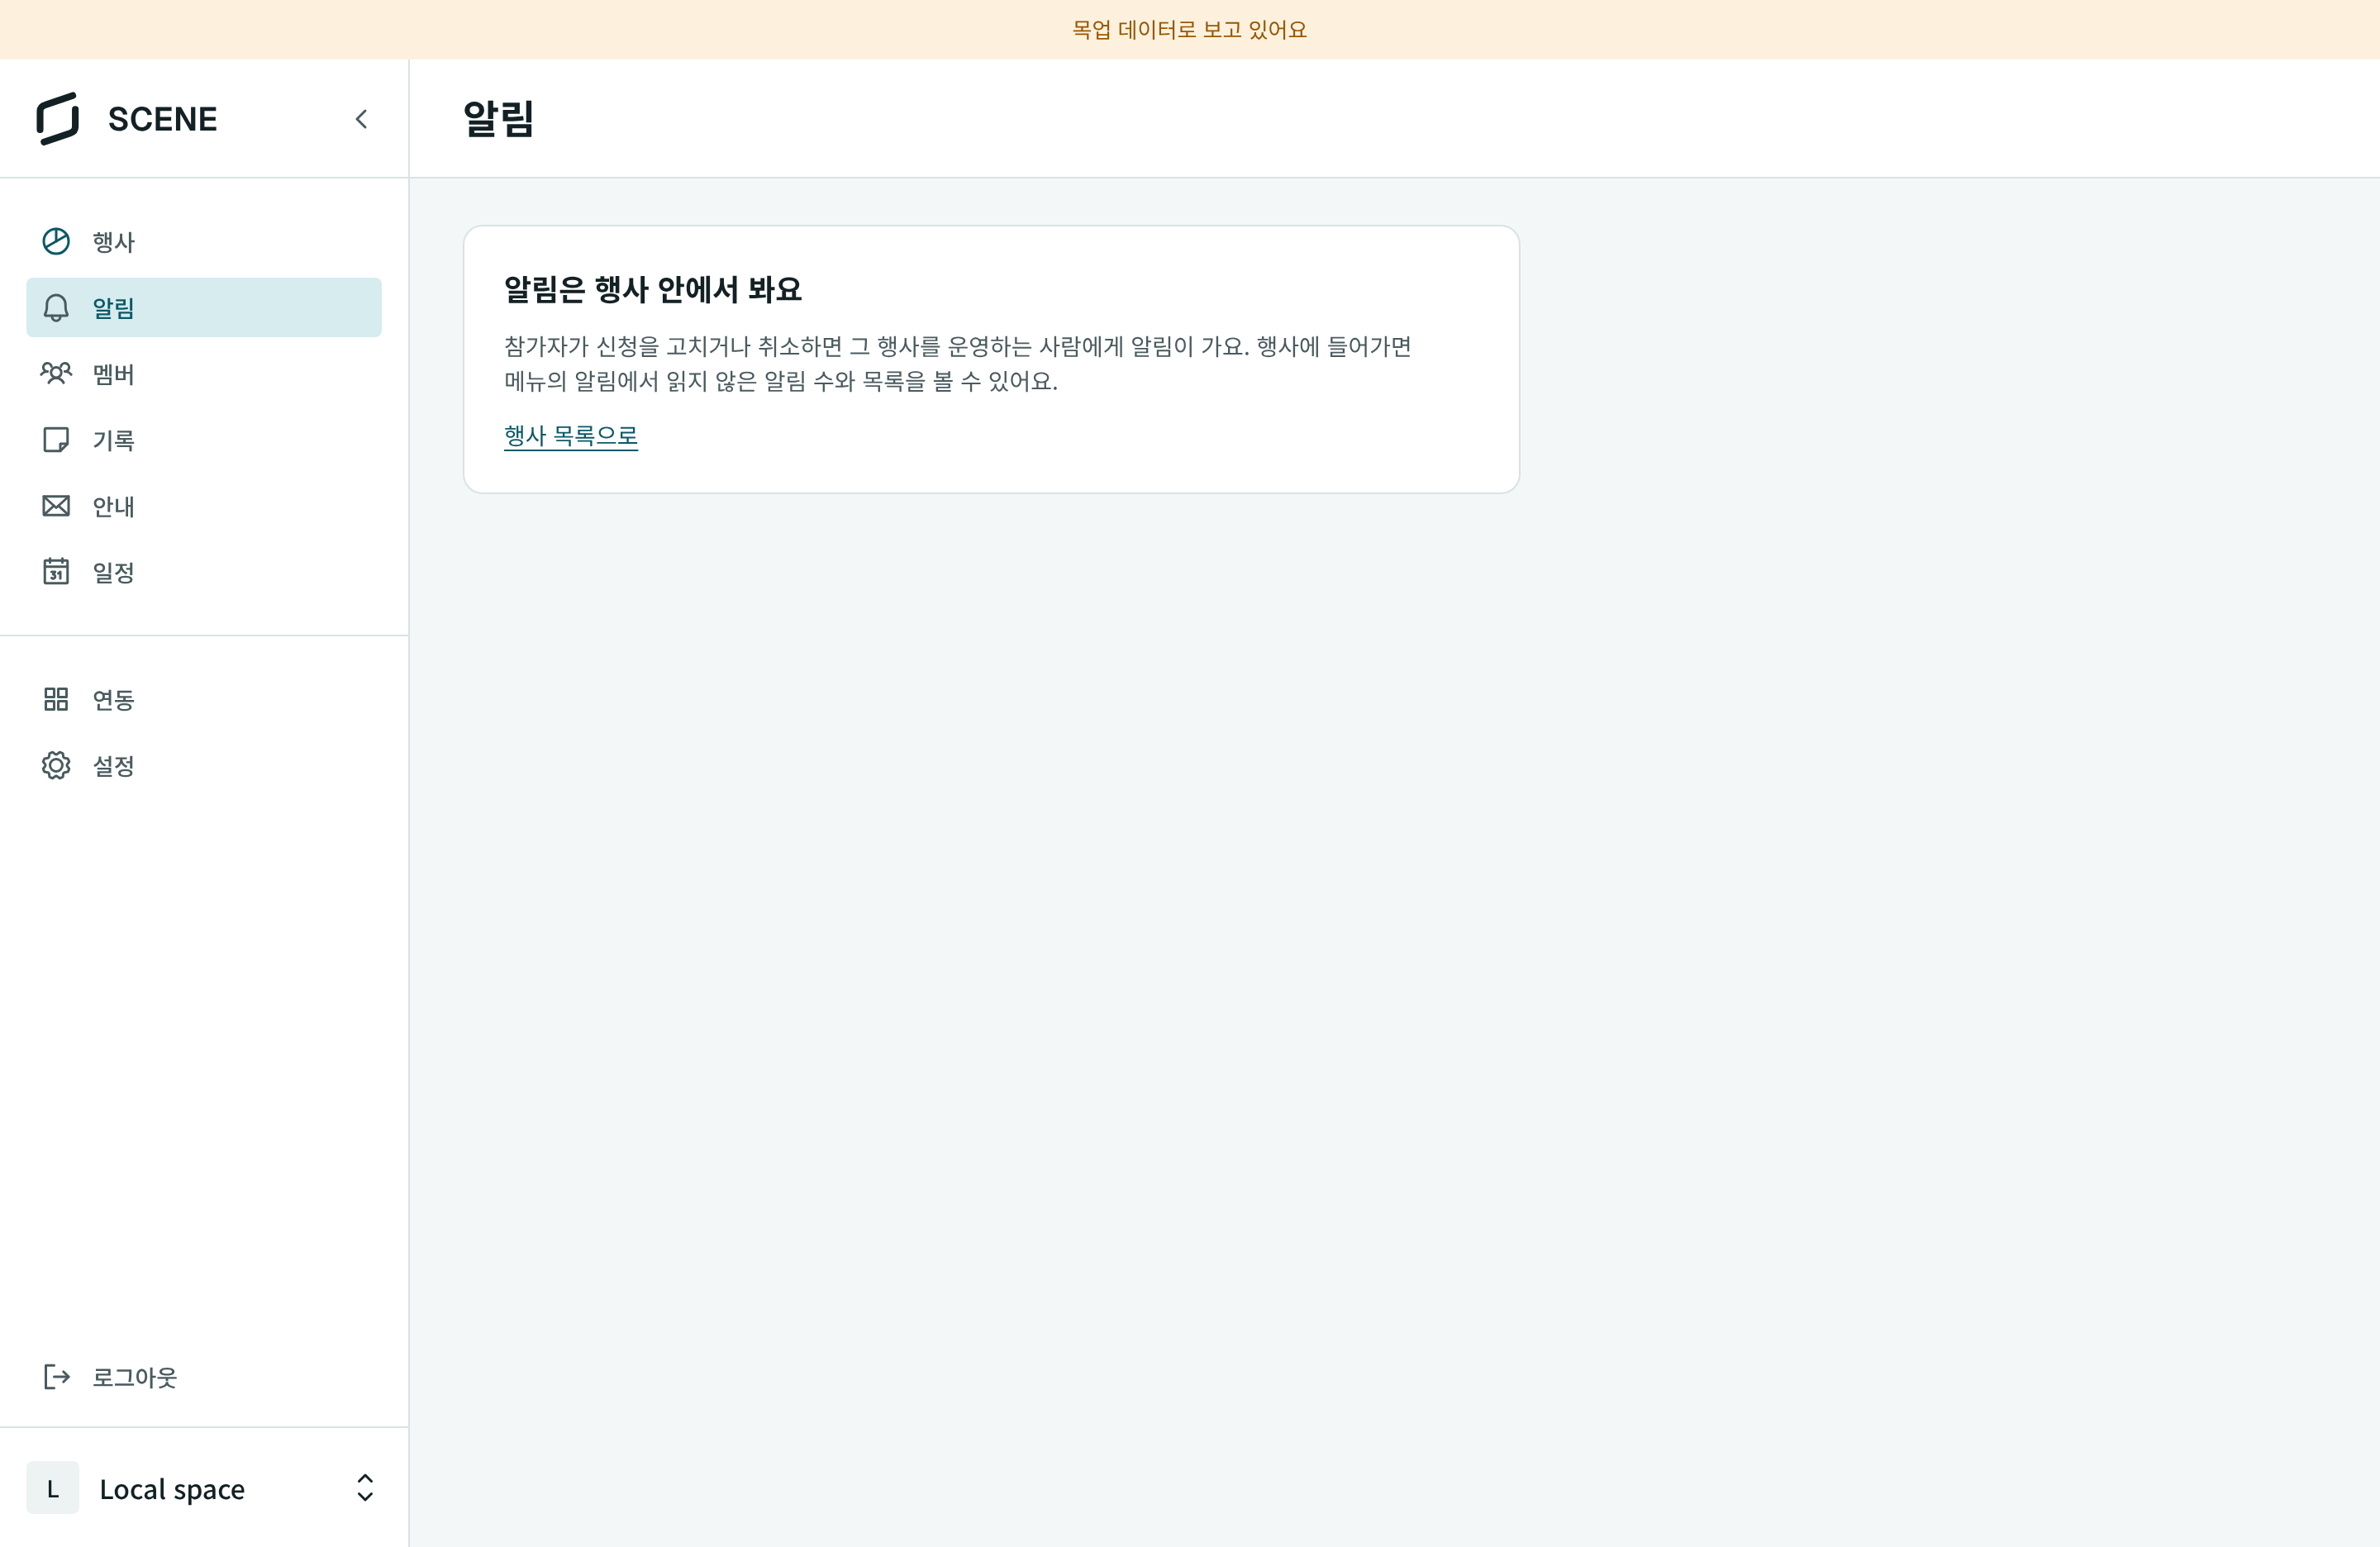 목업 데이터로 보고 있어요
SCENE
알림
행사
알림
멤버
기록
31
안내
일정
연동
설정
알림은 행사 안에서 봐요
참가자가 신청을 고치거나 취소하면 그 행사를 운영하는 사람에게 알림이 가요. 행사에 들어가면
메뉴의 알림에서 읽지 않은 알림 수와 목록을 볼 수 있어요.
행사 목록으로
로그아웃
L
Local space